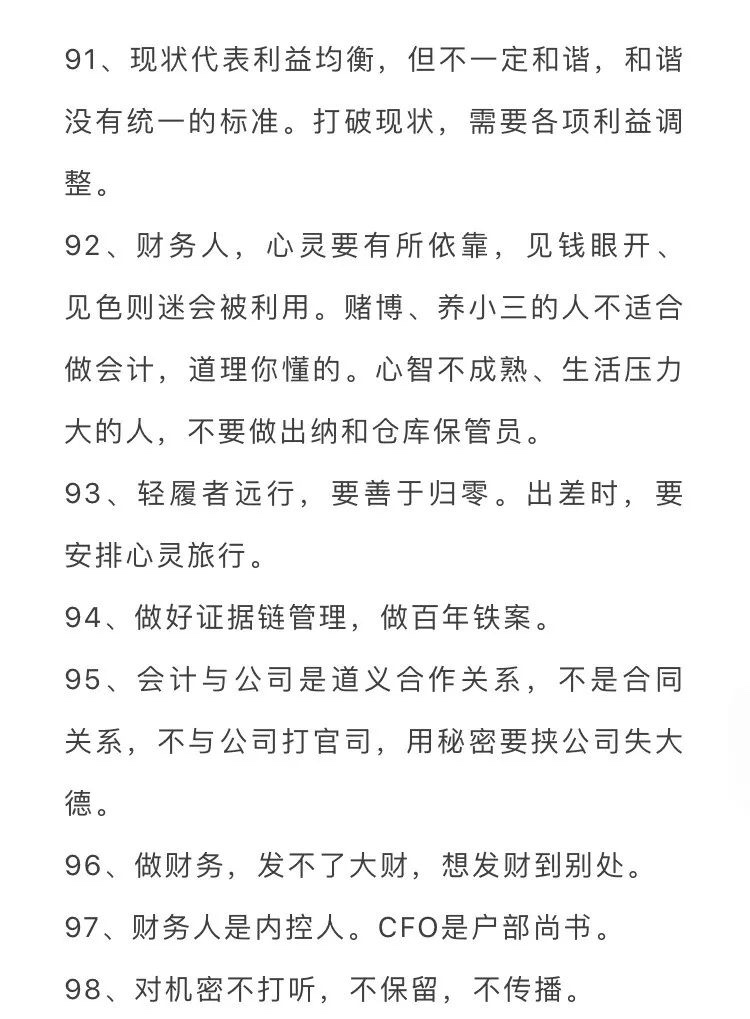 91、现状代表利益均衡，但不一定和谐，和谐
没有统一的标准。打破现状，需要各项利益调
整。
92、财务人，心灵要有所依靠，见钱眼开、
见色则迷会被利用。赌博、养小三的人不适合
做会计，道理你懂的。心智不成熟、生活压力
大的人，不要做出纳和仓库保管员。
93、轻履者远行，要善于归零。出差时，要
安排心灵旅行。
94、做好证据链管理，做百年铁案。
95、会计与公司是道义合作关系，不是合同
关系，不与公司打官司，用秘密要挟公司失大
德。
96、做财务，发不了大财，想发财到别处。
97、财务人是内控人。CFO是户部尚书。
98、对机密不打听，不保留，不传播。